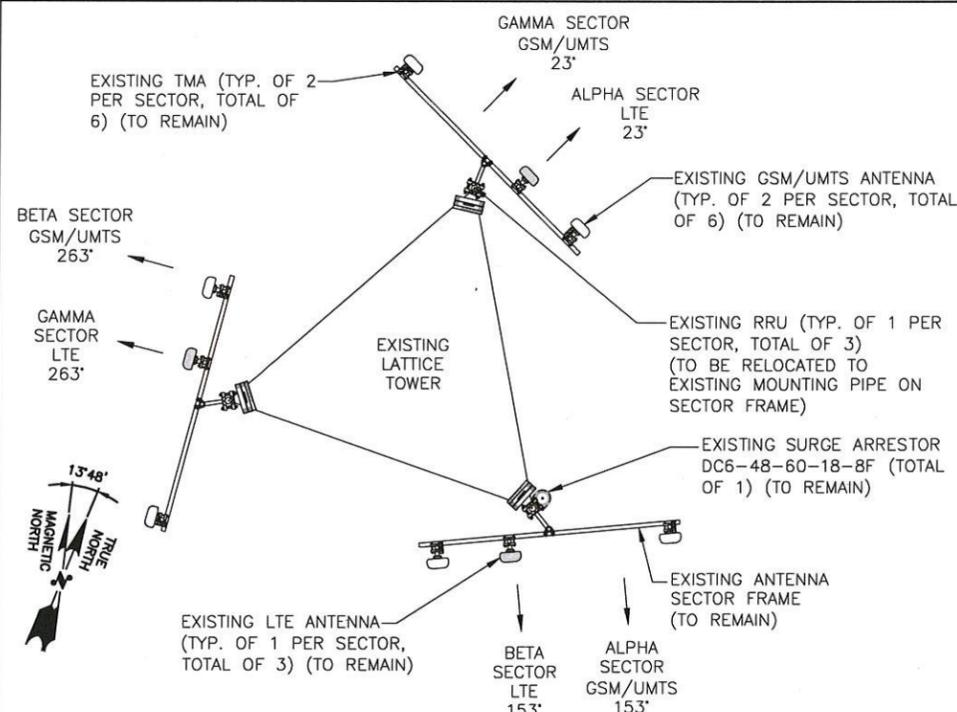 GAMMA SECTOR
GSM/UMTS
23°
EXISTING TMA (TYP. OF 2
PER SECTOR, TOTAL OF
6) (TO REMAIN)
ALPHA SECTOR
LTE
23°
EXISTING GSM/UMTS ANTENNA
(TYP. OF 2 PER SECTOR, TOTAL
OF 6) (TO REMAIN)
BETA SECTOR
GSM/UMTS
263°
GAMMA
SECTOR
LTE
263°
EXISTING
LATTICE
TOWER
EXISTING RRU (TYP. OF 1 PER
SECTOR, TOTAL OF 3)
(TO BE RELOCATED TO
EXISTING MOUNTING PIPE ON
SECTOR FRAME)
EXISTING SURGE ARRESTOR
DC6-48-60-18-8F (TOTAL
OF 1) (TO REMAIN)
13°48'
TRUE
NORTH
MAGNETIC
NORTH
N
EXISTING ANTENNA
SECTOR FRAME
(TO REMAIN)
EXISTING LTE ANTENNA
(TYP. OF 1 PER SECTOR,
TOTAL OF 3) (TO REMAIN)
BETA
SECTOR
LTE
153°
ALPHA
SECTOR
GSM/UMTS
153°